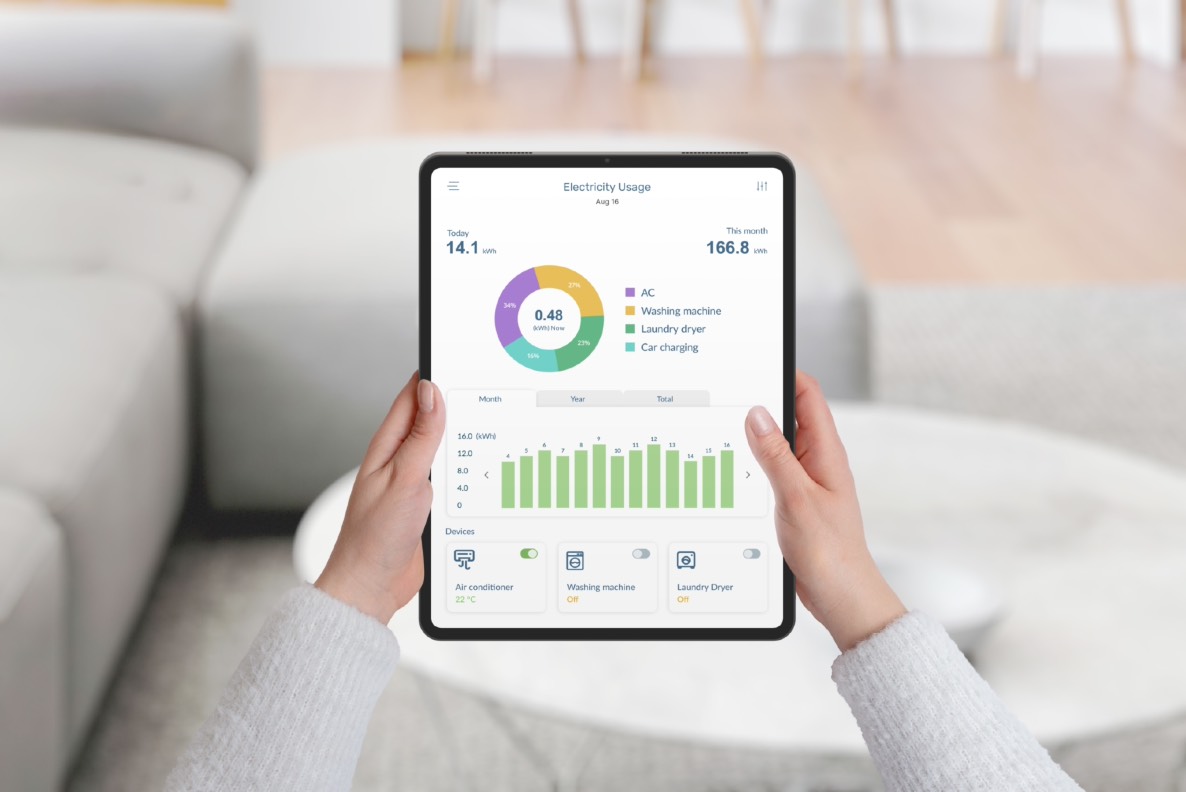 Electricity Usage
Aug 16
Today
14.1 kWh
This month
166.8 kWh
27%
34%
0.48
(kWh) Now
23%
15%
AC
Washing machine
Laundry dryer
Car charging
Month Year Total
16.0 (kWh)
12.0
8.0
4.0
0
4 5 6 7 8 9 10 11 12 13 14 15 16
Devices
Air conditioner
22 °C
Washing machine
Off
Laundry Dryer
Off